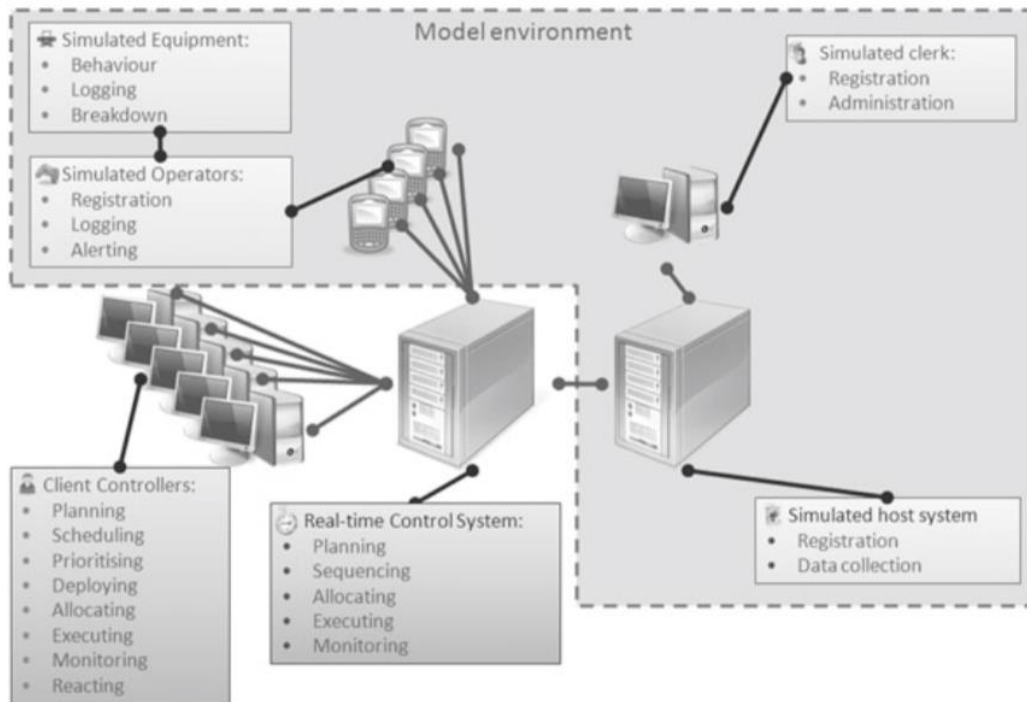 Model environment
Simulated Equipment:
• Behaviour
• Logging
• Breakdown
Simulated Operators:
• Registration
• Logging
• Alerting
Simulated clerk:
• Registration
• Administration
Client Controllers:
• Planning
• Scheduling
• Prioritising
• Deploying
• Allocating
• Executing
• Monitoring
• Reacting
Real-time Control System:
• Planning
• Sequencing
• Allocating
• Executing
• Monitoring
Simulated host system
• Registration
• Data collection